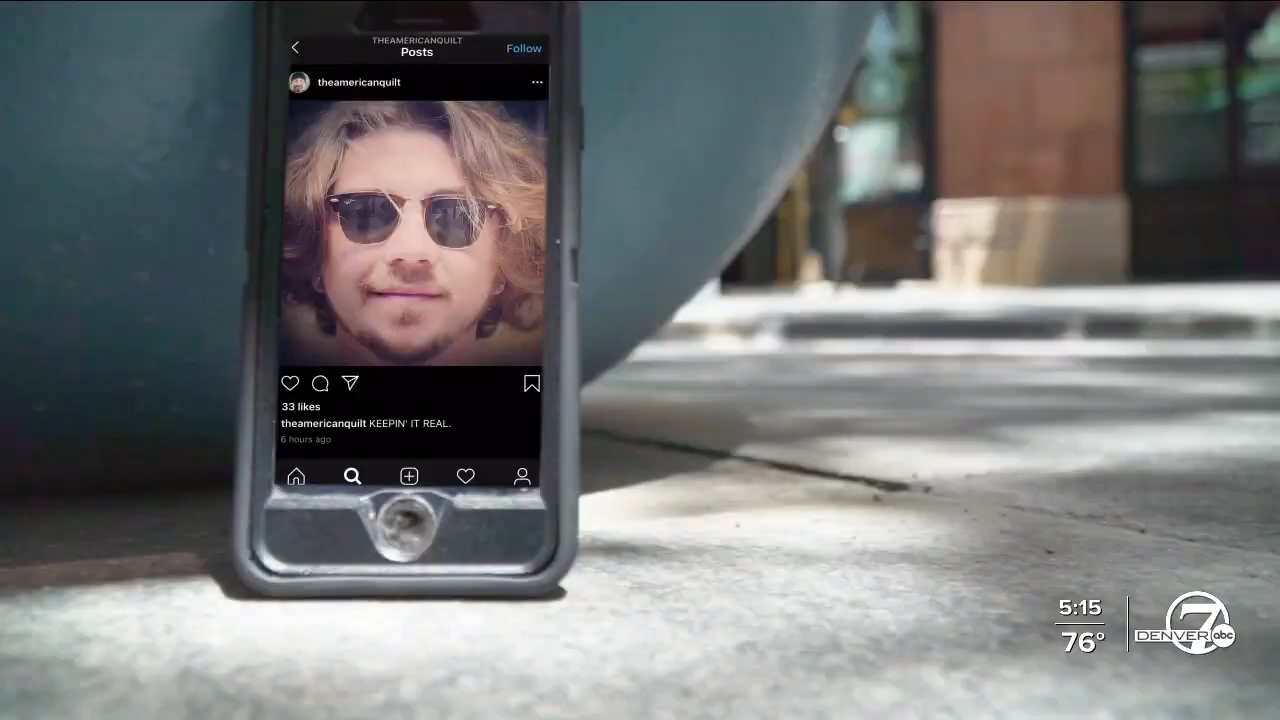 THEAMERICANQUILT
Posts
Follow
theamericanquilt
33 likes
theamericanquilt KEEPIN' IT REAL.
6 hours ago
5:15
76°
7
DENVER abc